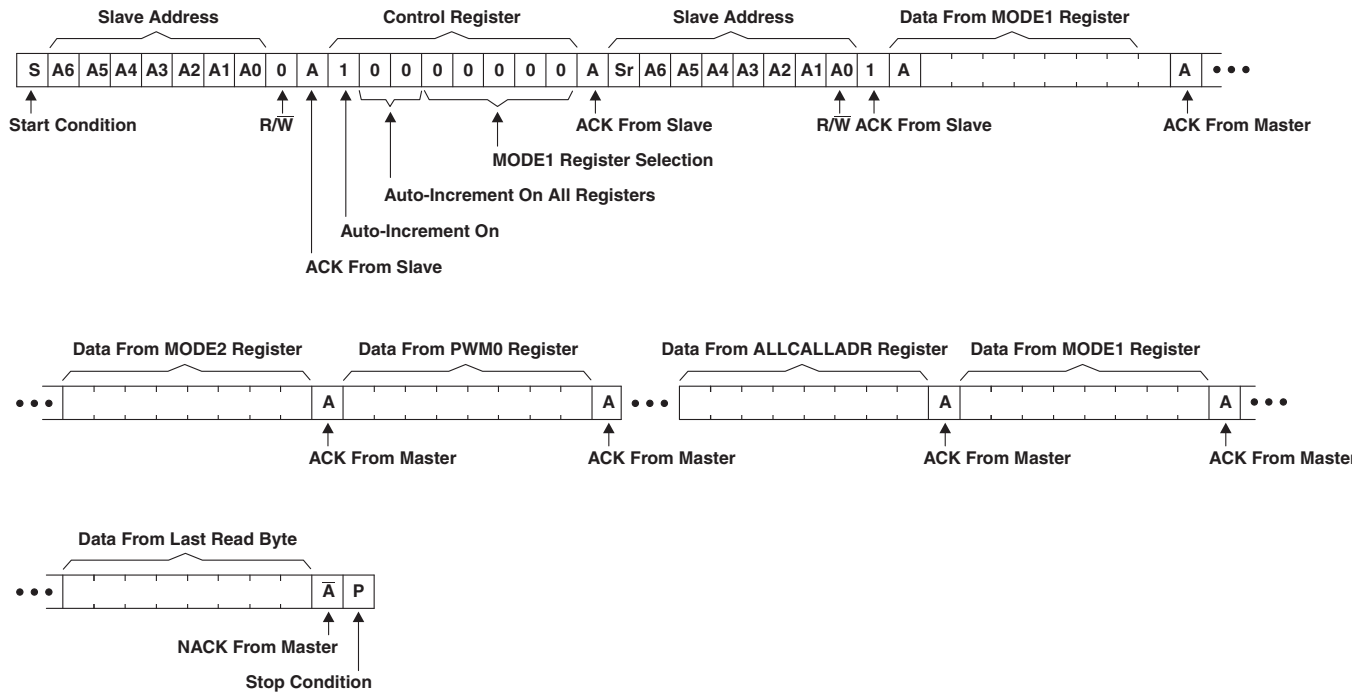 Slave Address Control Register Slave Address Data From MODE1 Register
S A6 A5 A4 A3 A2 A1 A0 0 A 1 0 0 0 0 0 0 0 A Sr A6 A5 A4 A3 A2 A1 A0 1 A A •••
Start Condition R/W̅ ACK From Slave R/W̅ ACK From Slave ACK From Master
MODE1 Register Selection
Auto-Increment On All Registers
Auto-Increment On
ACK From Slave
Data From MODE2 Register Data From PWM0 Register Data From ALLCALLADR Register Data From MODE1 Register
••• A A ••• A A •••
ACK From Master ACK From Master ACK From Master ACK From Master
Data From Last Read Byte
••• A̅ P
NACK From Master
Stop Condition